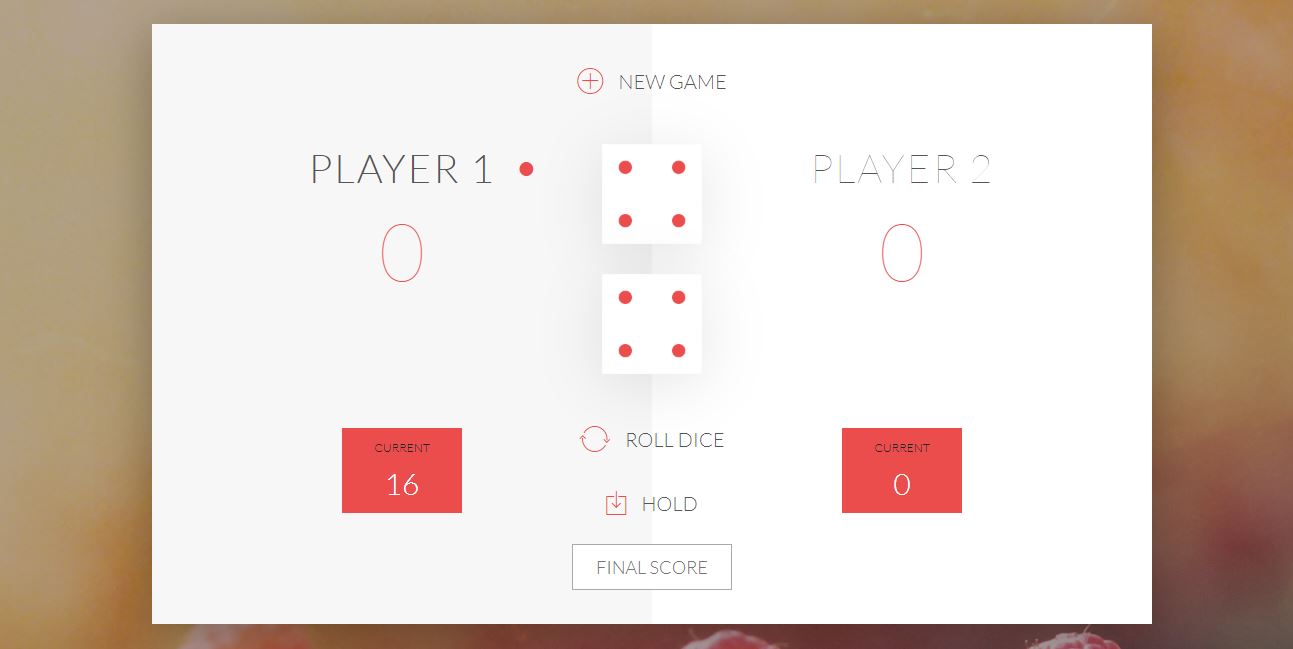 NEW GAME
PLAYER 1
PLAYER 2
0
0
CURRENT
16
CURRENT
0
ROLL DICE
HOLD
FINAL SCORE